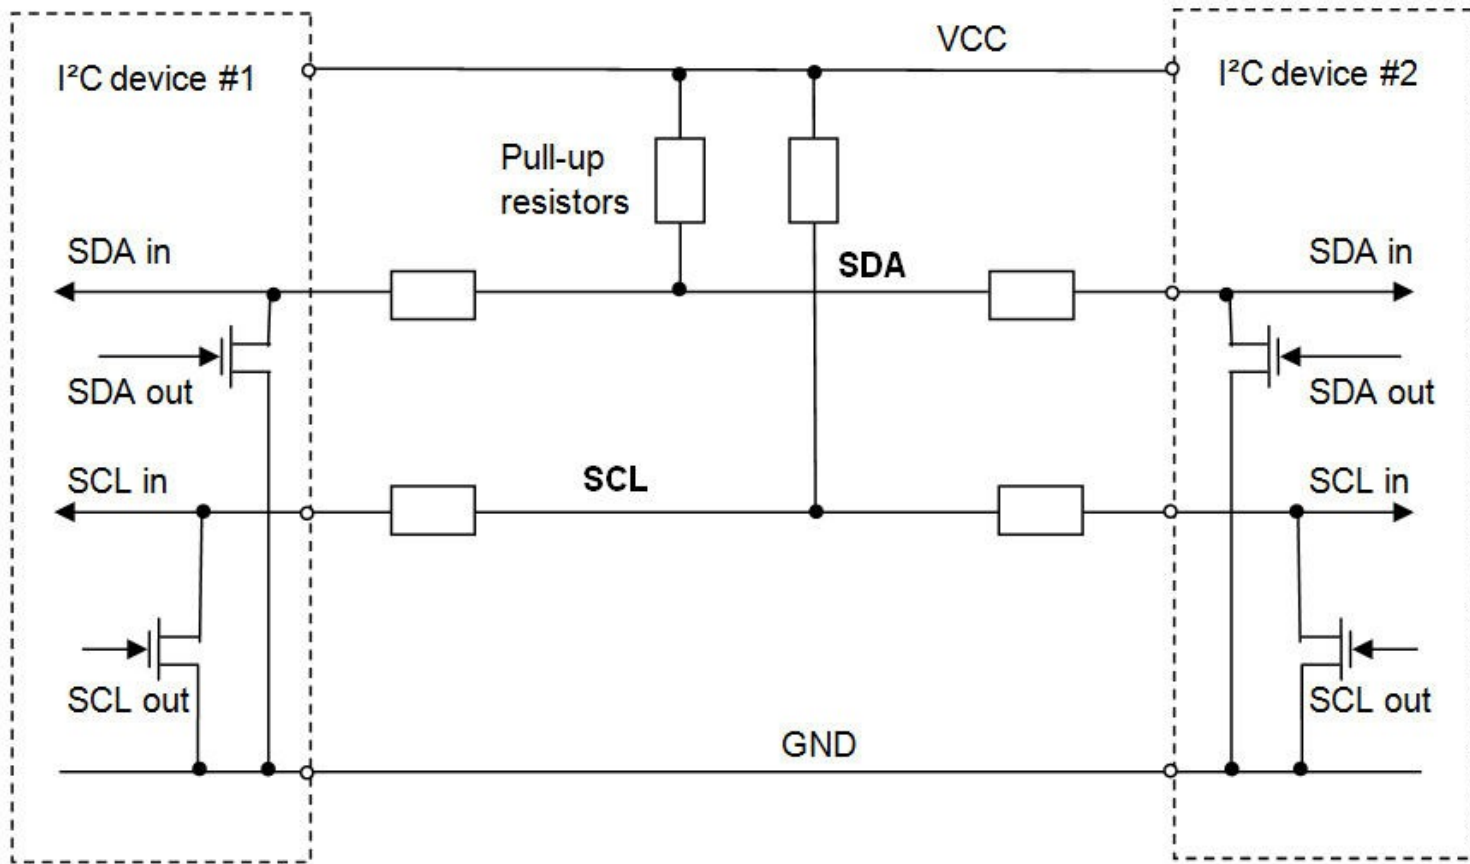 VCC
I²C device #1
I²C device #2
Pull-up
resistors
SDA in
SDA
SDA in
SDA out
SDA out
SCL in
SCL
SCL in
SCL out
SCL out
GND